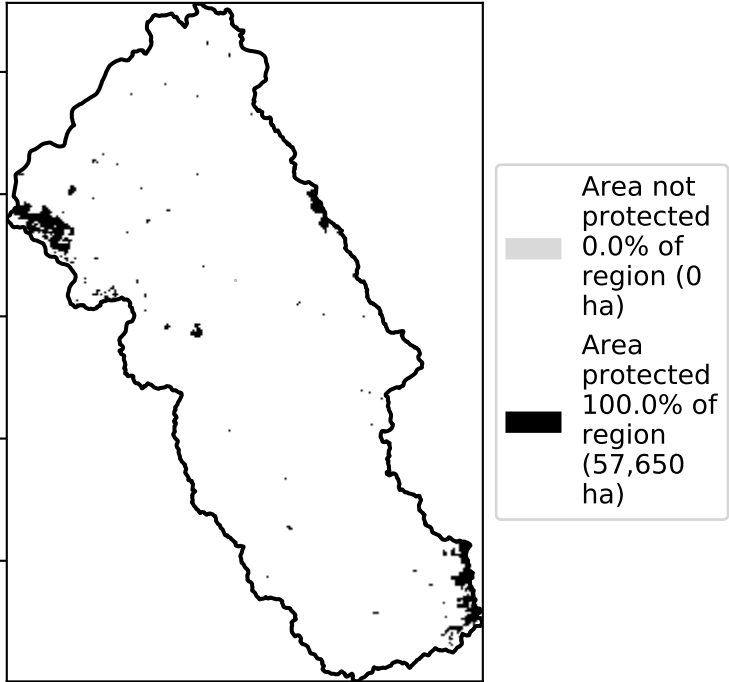 Area not
protected
0.0% of
region (0
ha)
Area
protected
100.0% of
region
(57,650
ha)